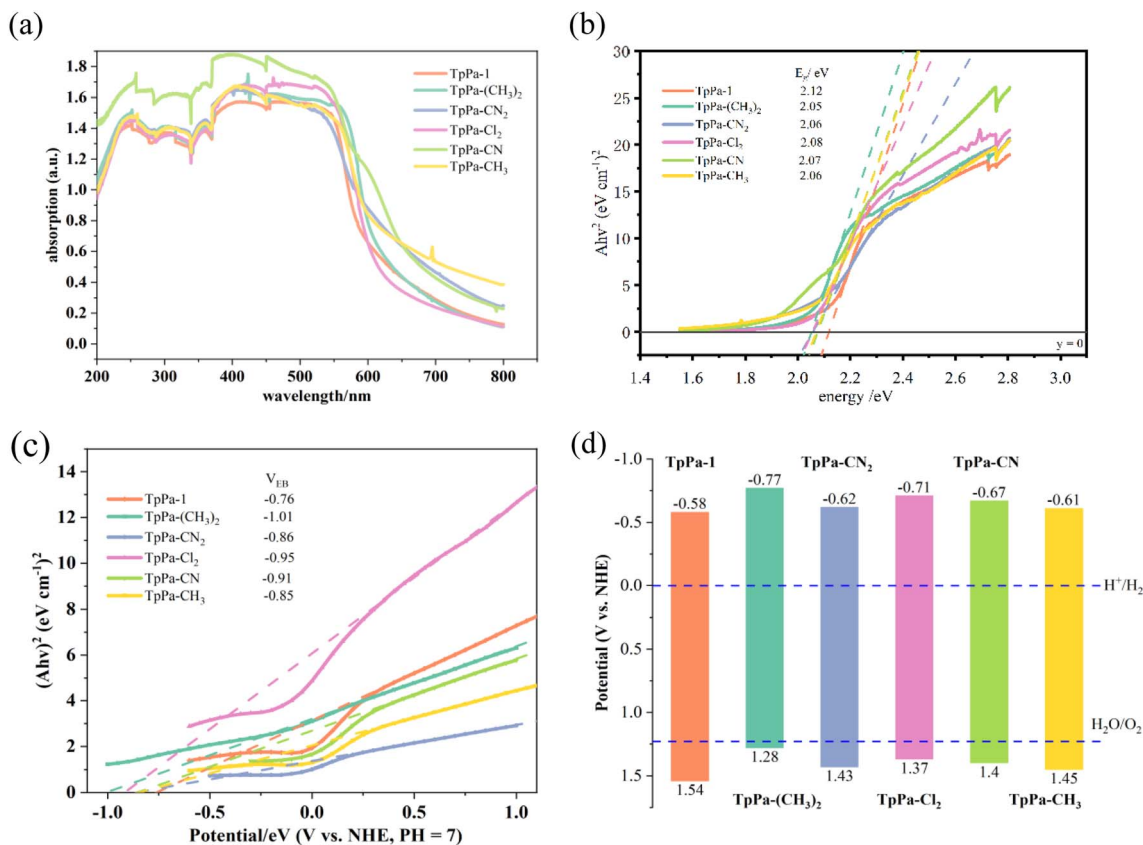 (a)
1.8
1.6
1.4
1.2
1.0
0.8
0.6
0.4
0.2
0.0
absorption (a.u.)
TpPa-1
TpPa-(CH₃)₂
TpPa-CN₂
TpPa-Cl₂
TpPa-CN
TpPa-CH₃
200 300 400 500 600 700 800
wavelength/nm
(b)
30
25
20
15
10
5
0
Ahv² (eV cm⁻¹)²
E_g/ eV
TpPa-1 2.12
TpPa-(CH₃)₂ 2.05
TpPa-CN₂ 2.06
TpPa-Cl₂ 2.08
TpPa-CN 2.07
TpPa-CH₃ 2.06
y = 0
1.4 1.6 1.8 2.0 2.2 2.4 2.6 2.8 3.0
energy /eV
(c)
14
12
10
8
6
4
2
0
(Ahv)² (eV cm⁻¹)²
V_EB
TpPa-1 -0.76
TpPa-(CH₃)₂ -1.01
TpPa-CN₂ -0.86
TpPa-Cl₂ -0.95
TpPa-CN -0.91
TpPa-CH₃ -0.85
-1.0 -0.5 0.0 0.5 1.0
Potential/eV (V vs. NHE, PH = 7)
(d)
-1.0
-0.5
0.0
0.5
1.0
1.5
Potential (V vs. NHE)
TpPa-1 TpPa-CN₂ TpPa-CN
-0.58 -0.77 -0.62 -0.71 -0.67 -0.61
H⁺/H₂
H₂O/O₂
1.54 1.28 1.43 1.37 1.4 1.45
TpPa-(CH₃)₂ TpPa-Cl₂ TpPa-CH₃